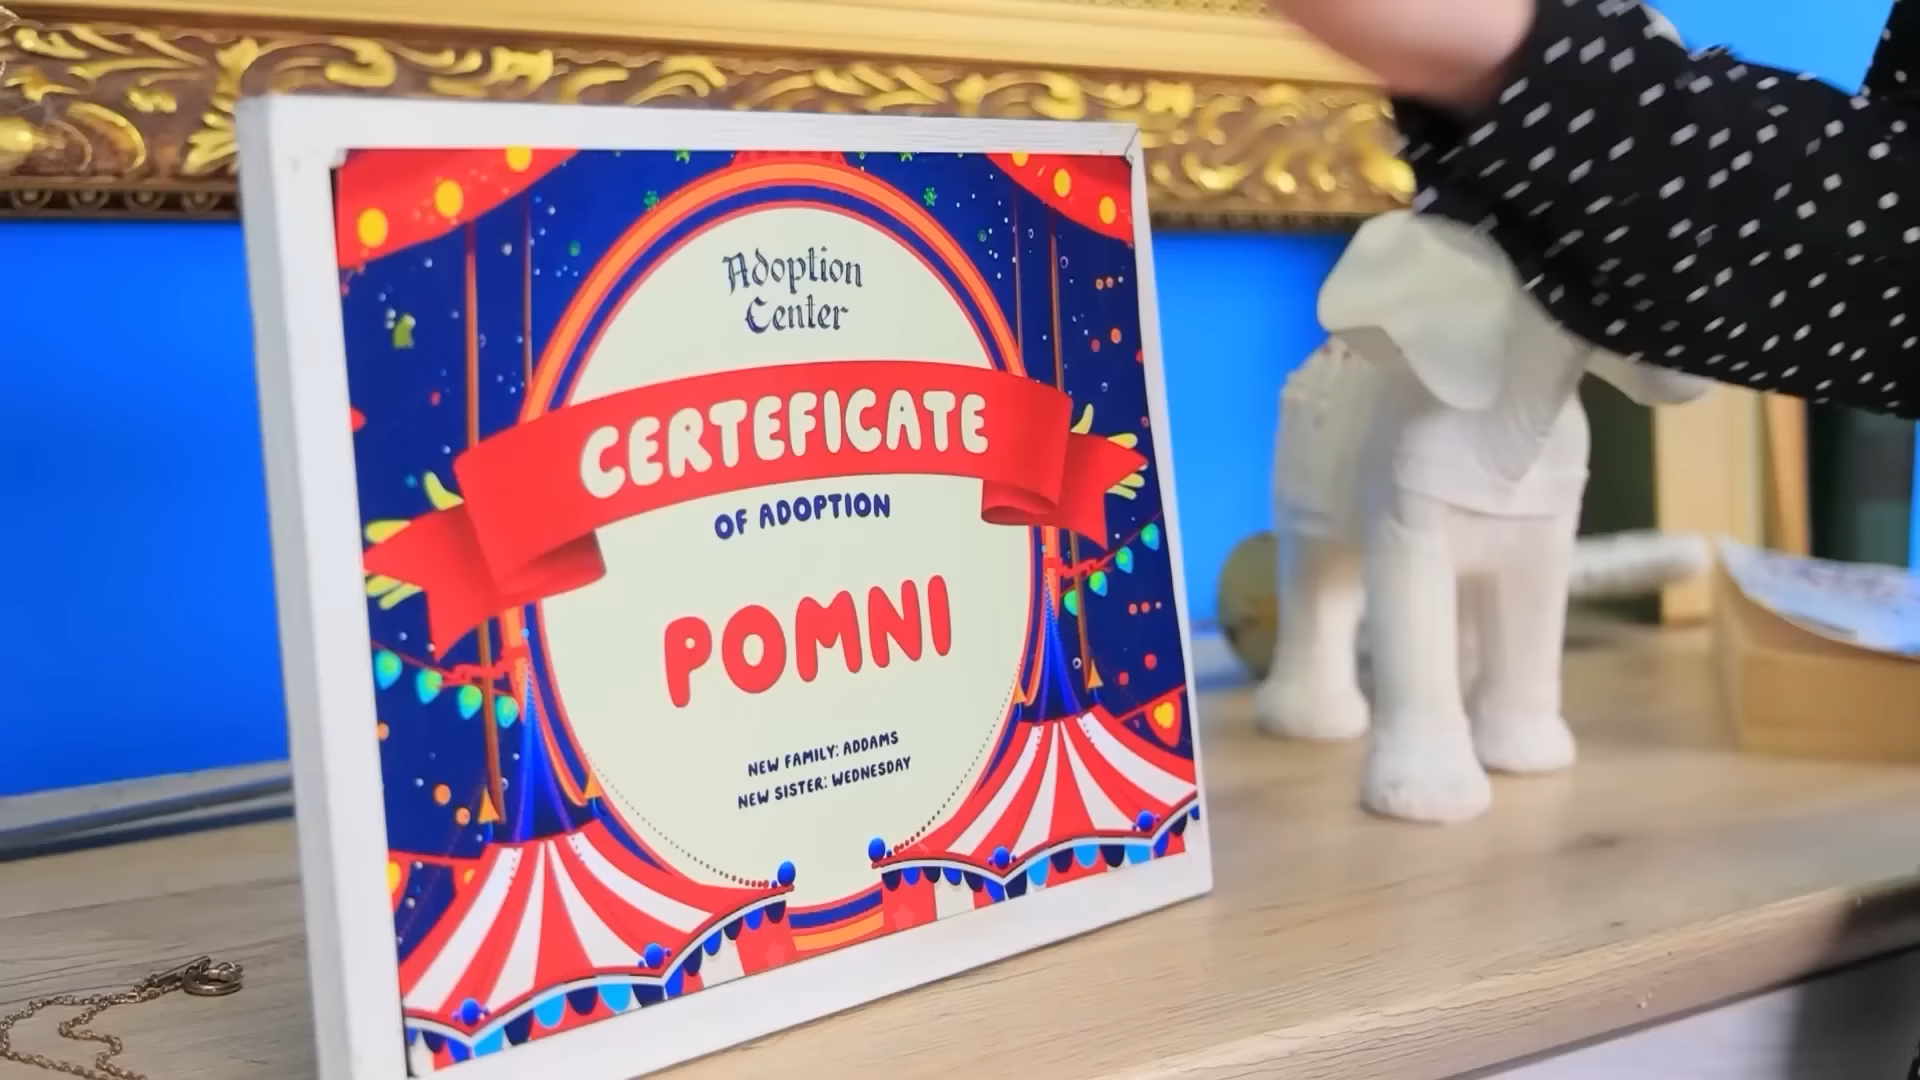 Adoption
Center
CERTEFICATE
OF ADOPTION
POMNI
NEW FAMILY: ADDAMS
NEW SISTER: WEDNESDAY